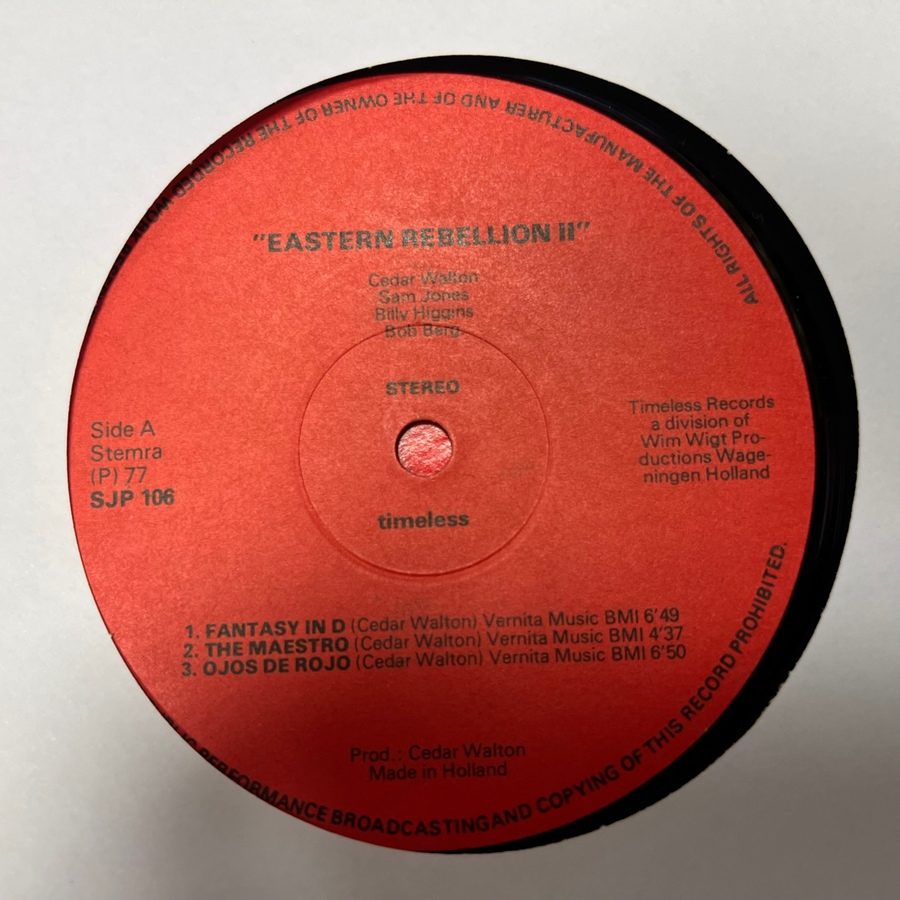 ALL RIGHTS OF THE MANUFACTURER AND OF THE OWNER OF THE RECORDED WORK
"EASTERN REBELLION II"
Cedar Walton
Sam Jones
Billy Higgins
Bob Berg
STEREO
Side A
Stemra
(P) 77
SJP 106
Timeless Records
a division of
Wim Wigt Pro-
ductions Wage-
ningen Holland
timeless
1. FANTASY IN D (Cedar Walton) Vernita Music BMI 6'49
2. THE MAESTRO (Cedar Walton) Vernita Music BMI 4'37
3. OJOS DE ROJO (Cedar Walton) Vernita Music BMI 6'50
Prod.: Cedar Walton
Made in Holland
PERFORMANCE BROADCASTINGAND COPYING OF THIS RECORD PROHIBITED.